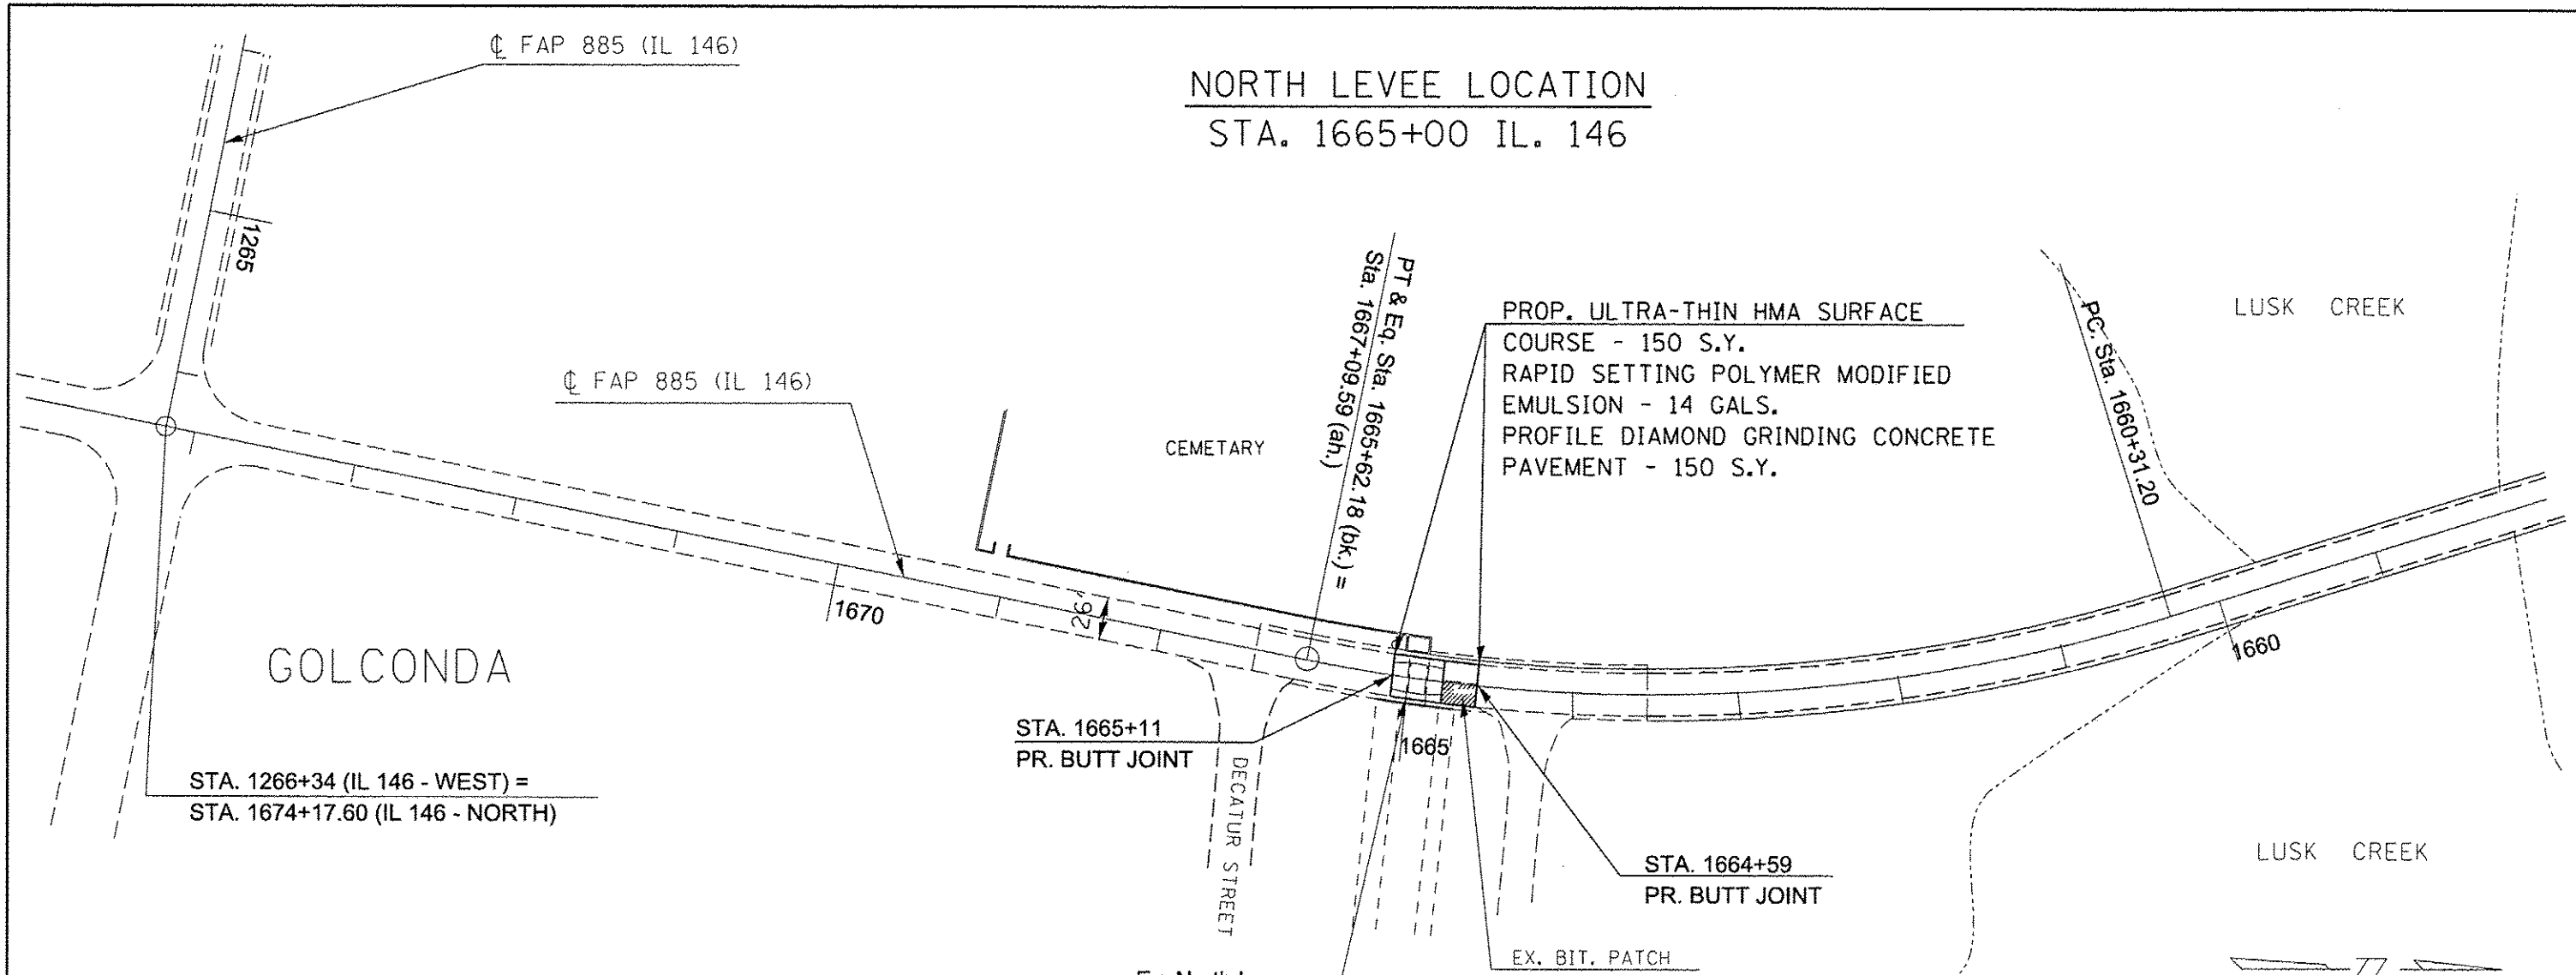 ℄ FAP 885 (IL 146)
NORTH LEVEE LOCATION
STA. 1665+00 IL. 146
1265
℄ FAP 885 (IL 146)
CEMETARY
PT & Eq. Sta. 1665+62.18 (bk.) =
Sta. 1667+09.59 (ah.)
PROP. ULTRA-THIN HMA SURFACE
COURSE - 150 S.Y.
RAPID SETTING POLYMER MODIFIED
EMULSION - 14 GALS.
PROFILE DIAMOND GRINDING CONCRETE
PAVEMENT - 150 S.Y.
PC. Sta. 1660+31.20
LUSK CREEK
1670
26'
1660
GOLCONDA
STA. 1665+11
PR. BUTT JOINT
1665
DECATUR STREET
STA. 1266+34 (IL 146 - WEST) =
STA. 1674+17.60 (IL 146 - NORTH)
STA. 1664+59
PR. BUTT JOINT
LUSK CREEK
EX. BIT. PATCH